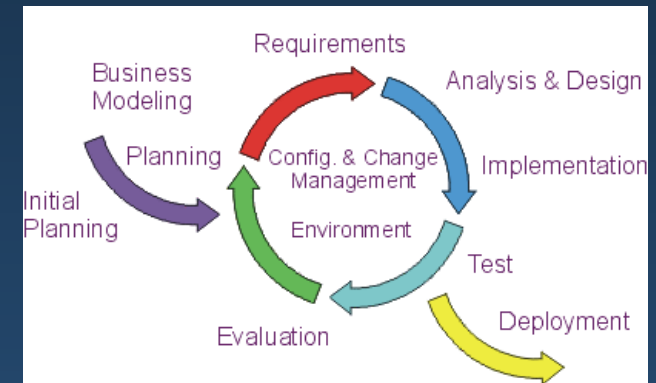 Requirements
Business
Modeling
Analysis & Design
Planning
Config. & Change
Management
Implementation
Initial
Planning
Environment
Test
Deployment
Evaluation